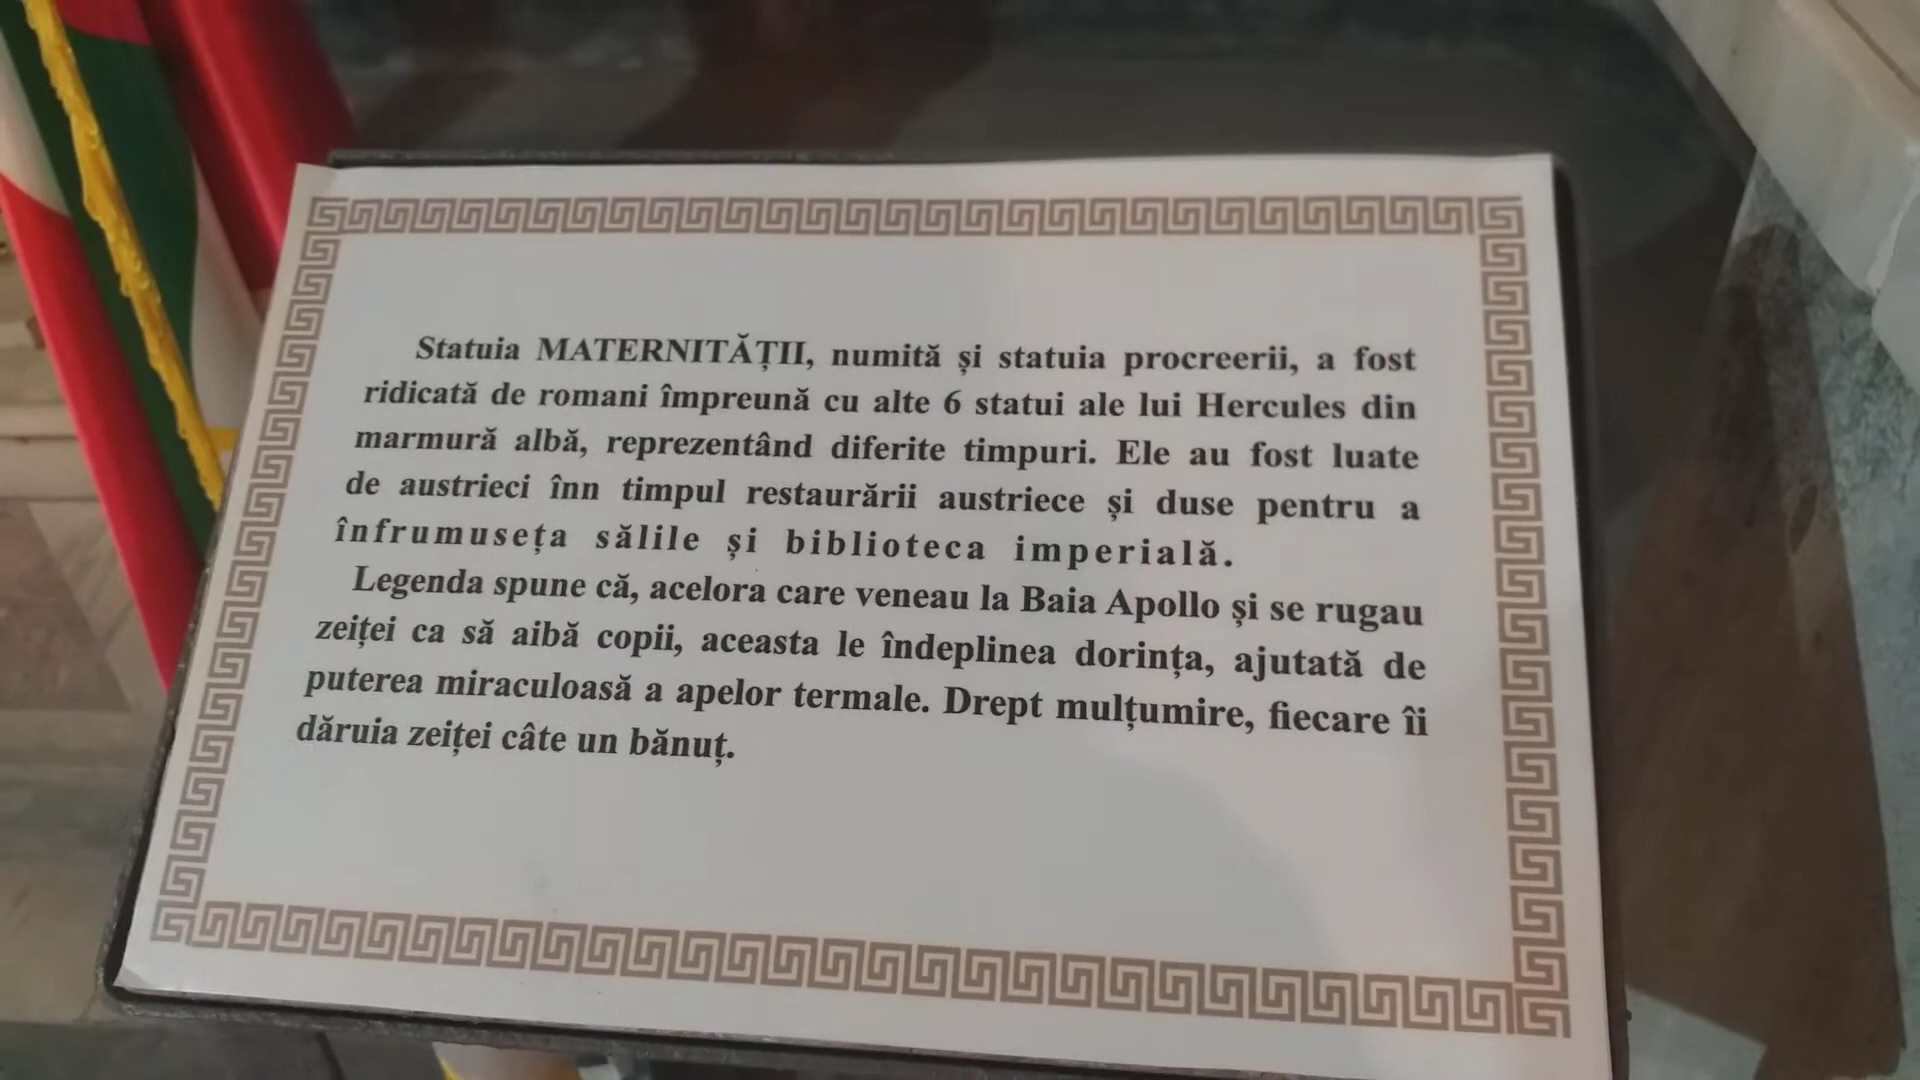 Statuia MATERNITĂȚII, numită și statuia procreerii, a fost
ridicată de romani împreună cu alte 6 statui ale lui Hercules din
marmură albă, reprezentând diferite timpuri. Ele au fost luate
de austrieci înn timpul restaurării austriece și duse pentru a
înfrumuseța sălile și biblioteca imperială.
Legenda spune că, acelora care veneau la Baia Apollo și se rugau
zeiței ca să aibă copii, aceasta le îndeplinea dorința, ajutată de
puterea miraculoasă a apelor termale. Drept mulțumire, fiecare îi
dăruia zeiței câte un bănuț.